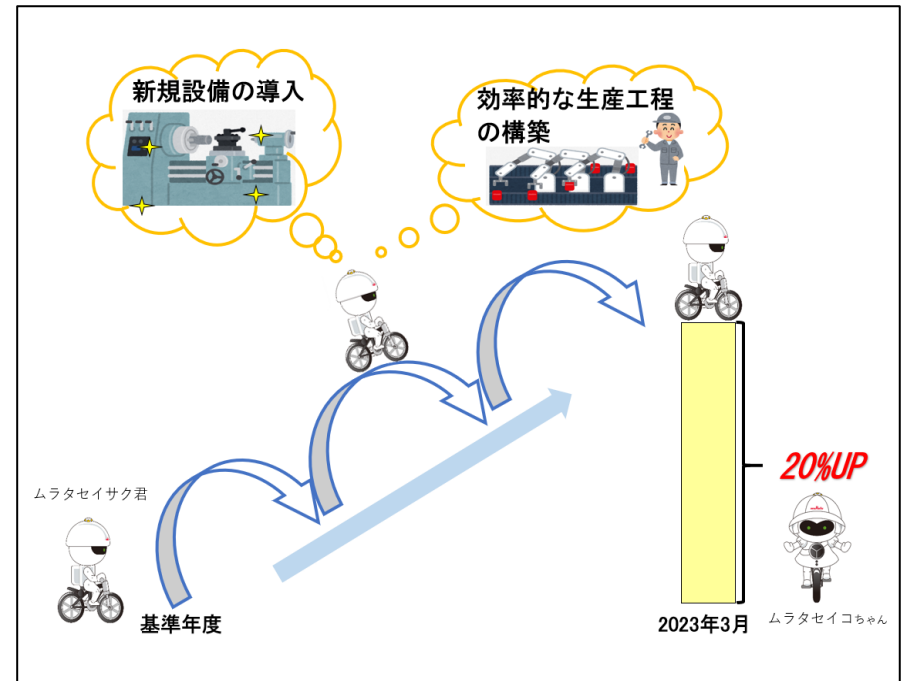 新規設備の導入
効率的な生産工程
の構築
ムラタセイサク君
基準年度
20%UP
2023年3月
ムラタセイコちゃん